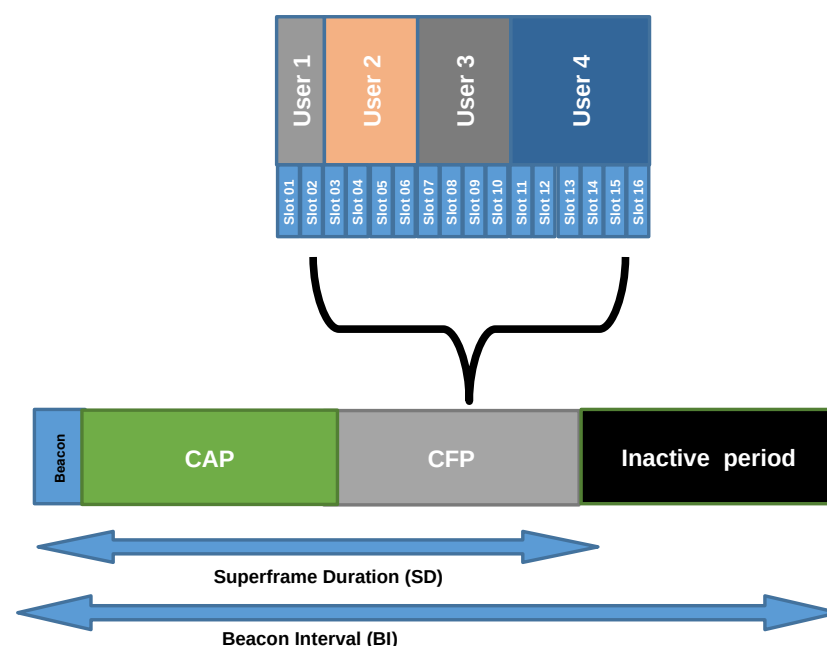 User 1
User 2
User 3
User 4
Slot 01
Slot 02
Slot 03
Slot 04
Slot 05
Slot 06
Slot 07
Slot 08
Slot 09
Slot 10
Slot 11
Slot 12
Slot 13
Slot 14
Slot 15
Slot 16
Beacon
CAP
CFP
Inactive period
Superframe Duration (SD)
Beacon Interval (BI)